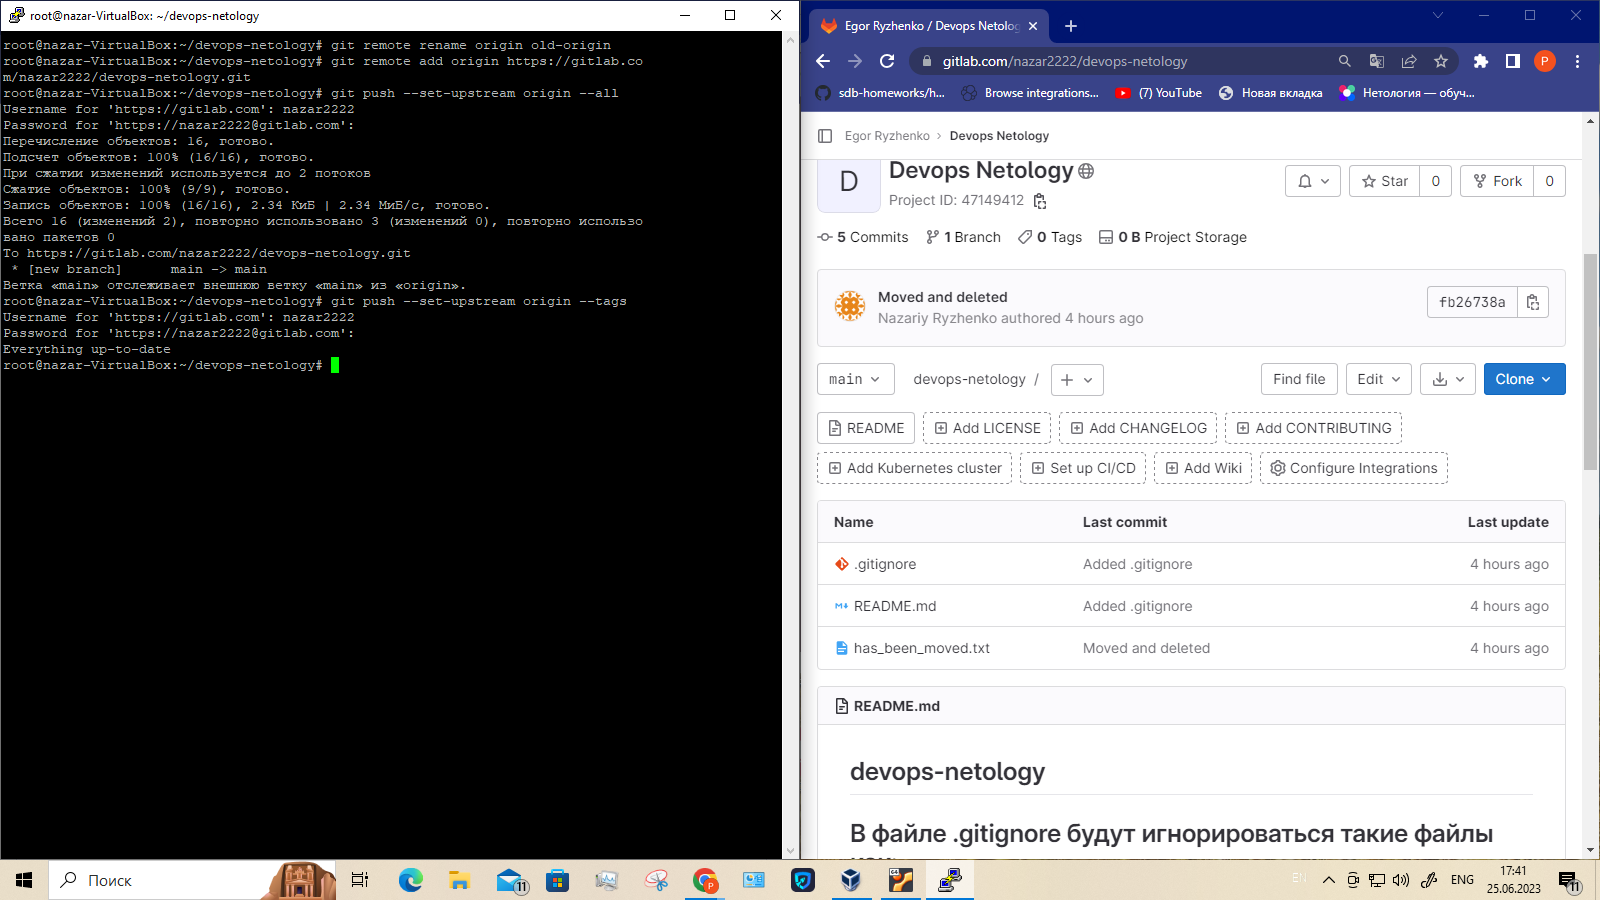 root@nazar-VirtualBox: ~/devops-netology
root@nazar-VirtualBox:~/devops-netology# git remote rename origin old-origin
root@nazar-VirtualBox:~/devops-netology# git remote add origin https://gitlab.co
m/nazar2222/devops-netology.git
root@nazar-VirtualBox:~/devops-netology# git push --set-upstream origin --all
Username for 'https://gitlab.com': nazar2222
Password for 'https://nazar2222@gitlab.com':
Перечисление объектов: 16, готово.
Подсчет объектов: 100% (16/16), готово.
При сжатии изменений используется до 2 потоков
Сжатие объектов: 100% (9/9), готово.
Запись объектов: 100% (16/16), 2.34 КиБ | 2.34 МиБ/с, готово.
Всего 16 (изменений 2), повторно использовано 3 (изменений 0), повторно использо
вано пакетов 0
To https://gitlab.com/nazar2222/devops-netology.git
* [new branch]      main -> main
Ветка «main» отслеживает внешнюю ветку «main» из «origin».
root@nazar-VirtualBox:~/devops-netology# git push --set-upstream origin --tags
Username for 'https://gitlab.com': nazar2222
Password for 'https://nazar2222@gitlab.com':
Everything up-to-date
root@nazar-VirtualBox:~/devops-netology#
Egor Ryzhenko / Devops Netolog
gitlab.com/nazar2222/devops-netology
P
sdb-homeworks/h... Browse integrations... (7) YouTube Новая вкладка Нетология — обуч...
Egor Ryzhenko › Devops Netology
D
Devops Netology
Project ID: 47149412
Star 0 Fork 0
5 Commits 1 Branch 0 Tags 0 B Project Storage
Moved and deleted
Nazariy Ryzhenko authored 4 hours ago
fb26738a
main devops-netology / + Find file Edit Clone
README Add LICENSE Add CHANGELOG Add CONTRIBUTING
Add Kubernetes cluster Set up CI/CD Add Wiki Configure Integrations
Name Last commit Last update
.gitignore Added .gitignore 4 hours ago
README.md Added .gitignore 4 hours ago
has_been_moved.txt Moved and deleted 4 hours ago
README.md
devops-netology
В файле .gitignore будут игнорироваться такие файлы
Поиск
11
P
ENG
17:41
25.06.2023
11